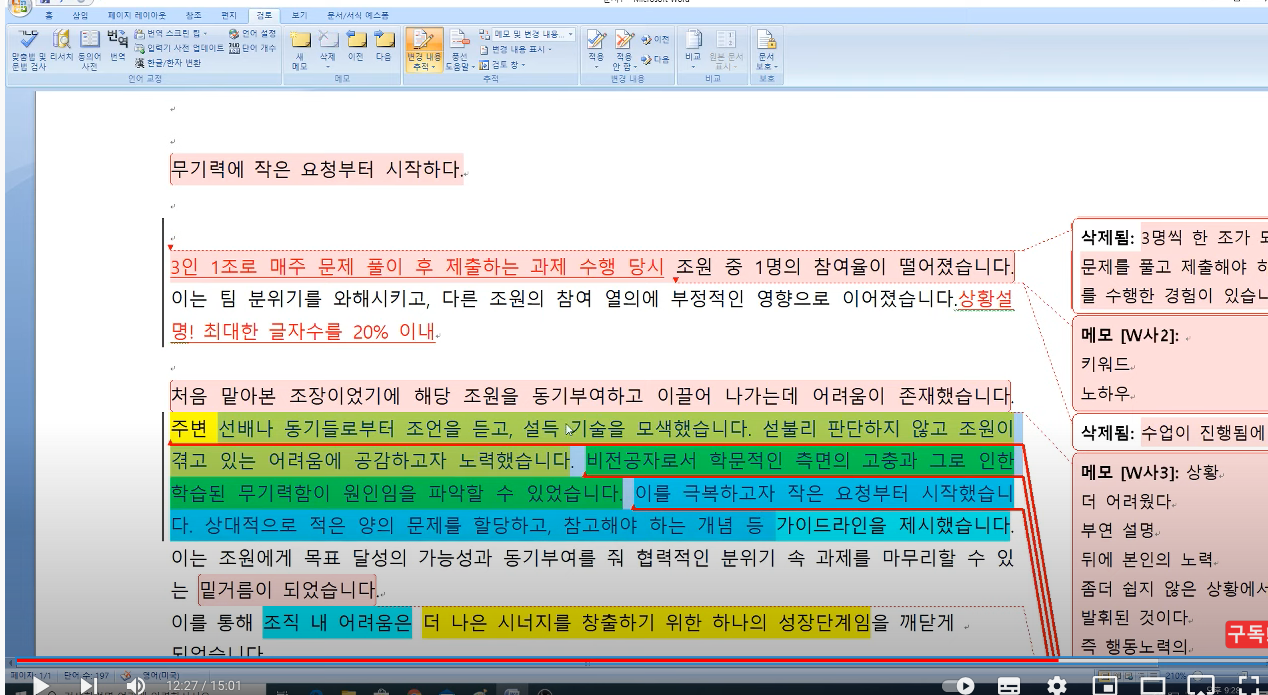 Microsoft Word
홈 삽입 페이지 레이아웃 참조 편지 검토 보기 문서/서식 예스폼
맞춤법 및 문법 검사
리서치
동의어 사전
번역
번역 스크린 팁
입력기 사전 업데이트
한글/한자 변환
언어 설정
단어 개수
언어 교정
새 메모
삭제
이전
다음
메모
변경 내용 추적
풍선 도움말
메모 및 변경 내용...
변경 내용 표시
검토 창
추적
적용
적용 안 함
이전
다음
변경 내용
비교
원본 문서 표시
비교
문서 보호
보호
무기력에 작은 요청부터 시작하다.
3인 1조로 매주 문제 풀이 후 제출하는 과제 수행 당시 조원 중 1명의 참여율이 떨어졌습니다.
이는 팀 분위기를 와해시키고, 다른 조원의 참여 열의에 부정적인 영향으로 이어졌습니다.상황설
명! 최대한 글자수를 20% 이내
처음 맡아본 조장이었기에 해당 조원을 동기부여하고 이끌어 나가는데 어려움이 존재했습니다.
주변 선배나 동기들로부터 조언을 듣고, 설득 기술을 모색했습니다. 섣불리 판단하지 않고 조원이
겪고 있는 어려움에 공감하고자 노력했습니다. 비전공자로서 학문적인 측면의 고충과 그로 인한
학습된 무기력함이 원인임을 파악할 수 있었습니다. 이를 극복하고자 작은 요청부터 시작했습니
다. 상대적으로 적은 양의 문제를 할당하고, 참고해야 하는 개념 등 가이드라인을 제시했습니다.
이는 조원에게 목표 달성의 가능성과 동기부여를 줘 협력적인 분위기 속 과제를 마무리할 수 있
는 밑거름이 되었습니다.
이를 통해 조직 내 어려움은 더 나은 시너지를 창출하기 위한 하나의 성장단계임을 깨닫게
되었습니다.
삭제됨: 3명씩 한 조가
문제를 풀고 제출해야
를 수행한 경험이
메모 [W사2]:
키워드
노하우
삭제됨: 수업이 진행됨에
메모 [W사3]: 상황
더 어려웠다.
부연 설명.
뒤에 본인의 노력.
좀더 쉽지 않은 상황에서
발휘된 것이다.
즉 행동노력의
구독
페이지: 1/1 단어 수: 197 영어(미국)
210%
12:27 / 15:01
오후 9:28